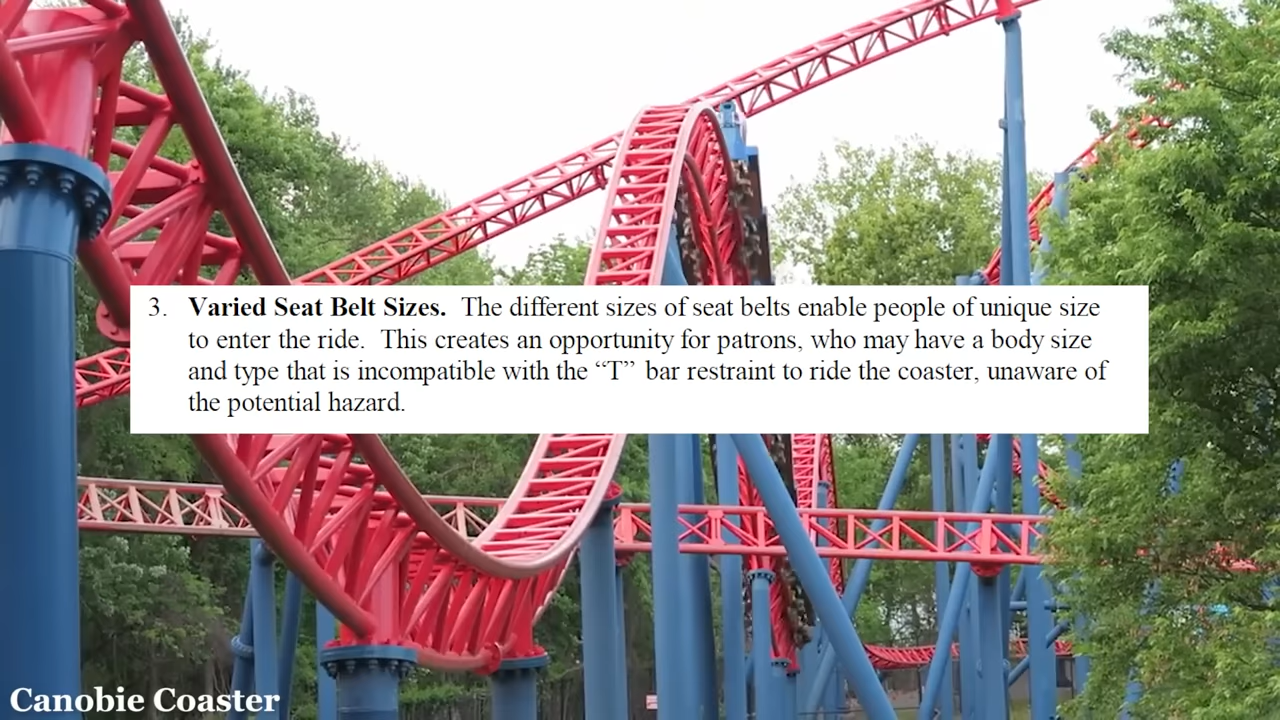 3. Varied Seat Belt Sizes. The different sizes of seat belts enable people of unique size
to enter the ride. This creates an opportunity for patrons, who may have a body size
and type that is incompatible with the “T” bar restraint to ride the coaster, unaware of
the potential hazard.
Canobie Coaster